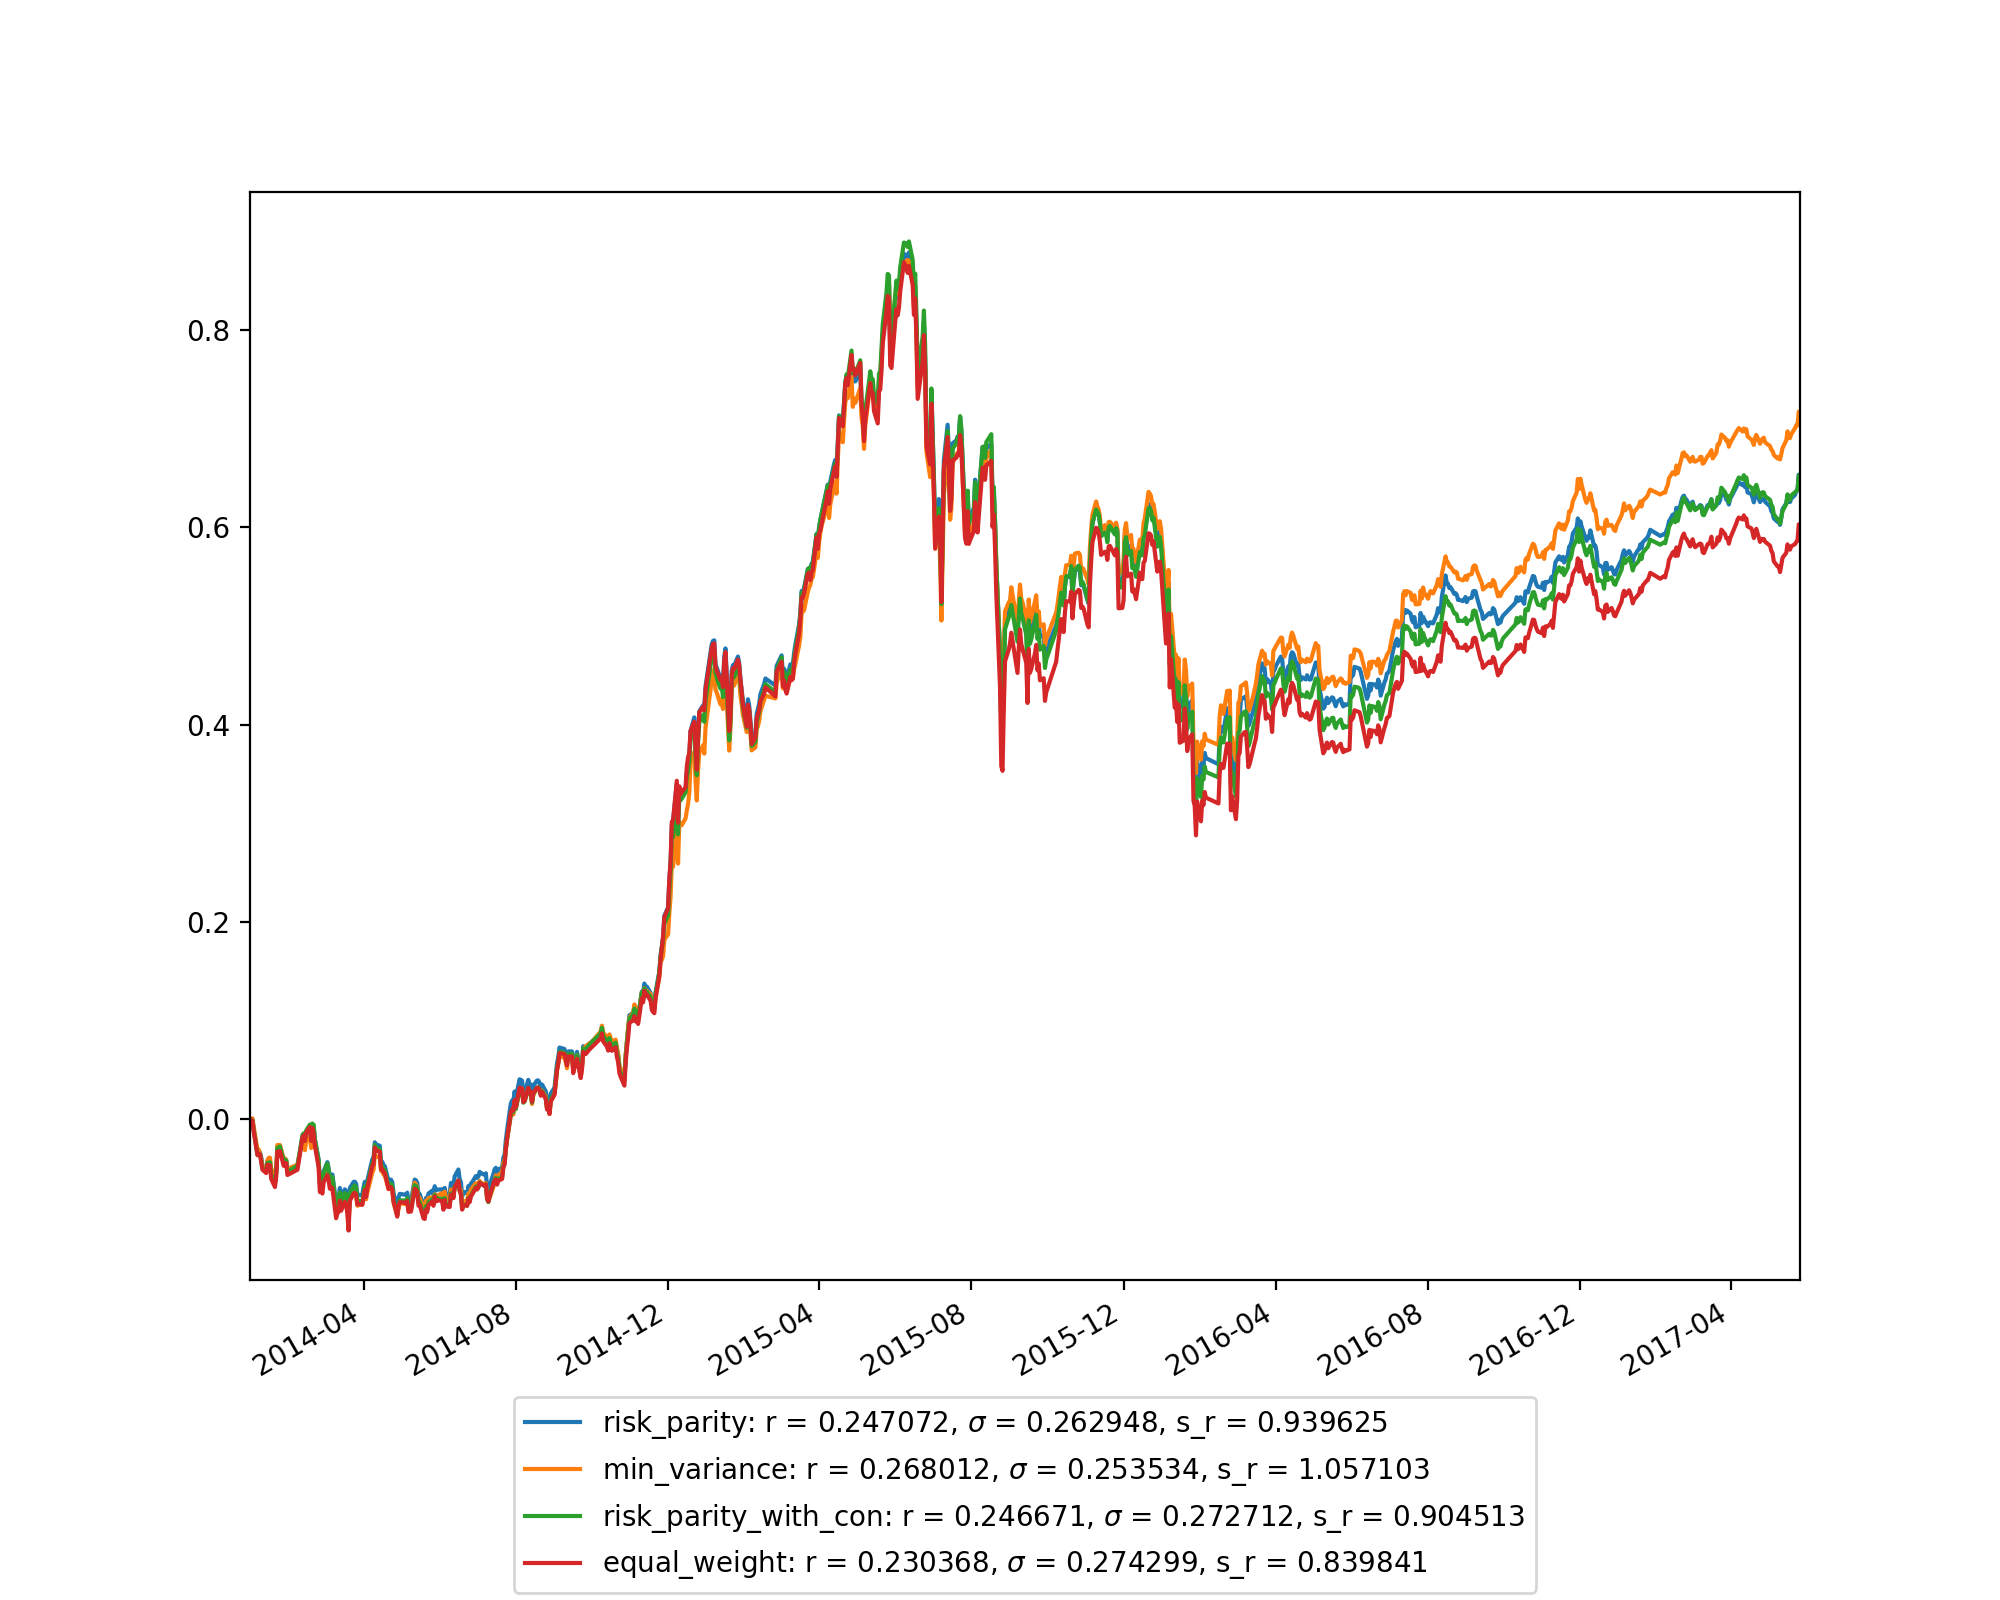 0.8
0.6
0.4
0.2
0.0
2014-04 2014-08 2014-12 2015-04 2015-08 2015-12 2016-04 2016-08 2016-12 2017-04
risk_parity: r = 0.247072, σ = 0.262948, s_r = 0.939625
min_variance: r = 0.268012, σ = 0.253534, s_r = 1.057103
risk_parity_with_con: r = 0.246671, σ = 0.272712, s_r = 0.904513
equal_weight: r = 0.230368, σ = 0.274299, s_r = 0.839841